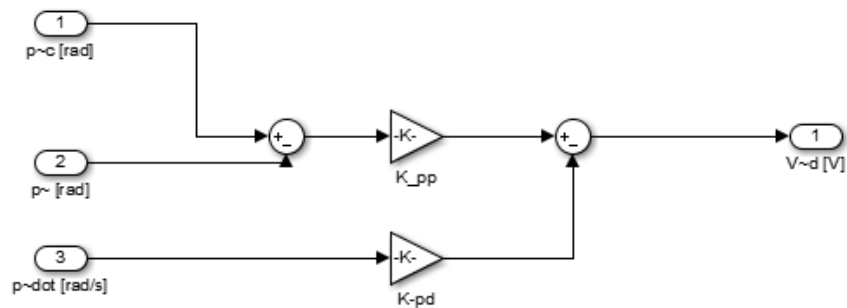 1
p~c [rad]
+
_
-K-
K_pp
+
_
1
V~d [V]
2
p~ [rad]
3
p~dot [rad/s]
-K-
K-pd